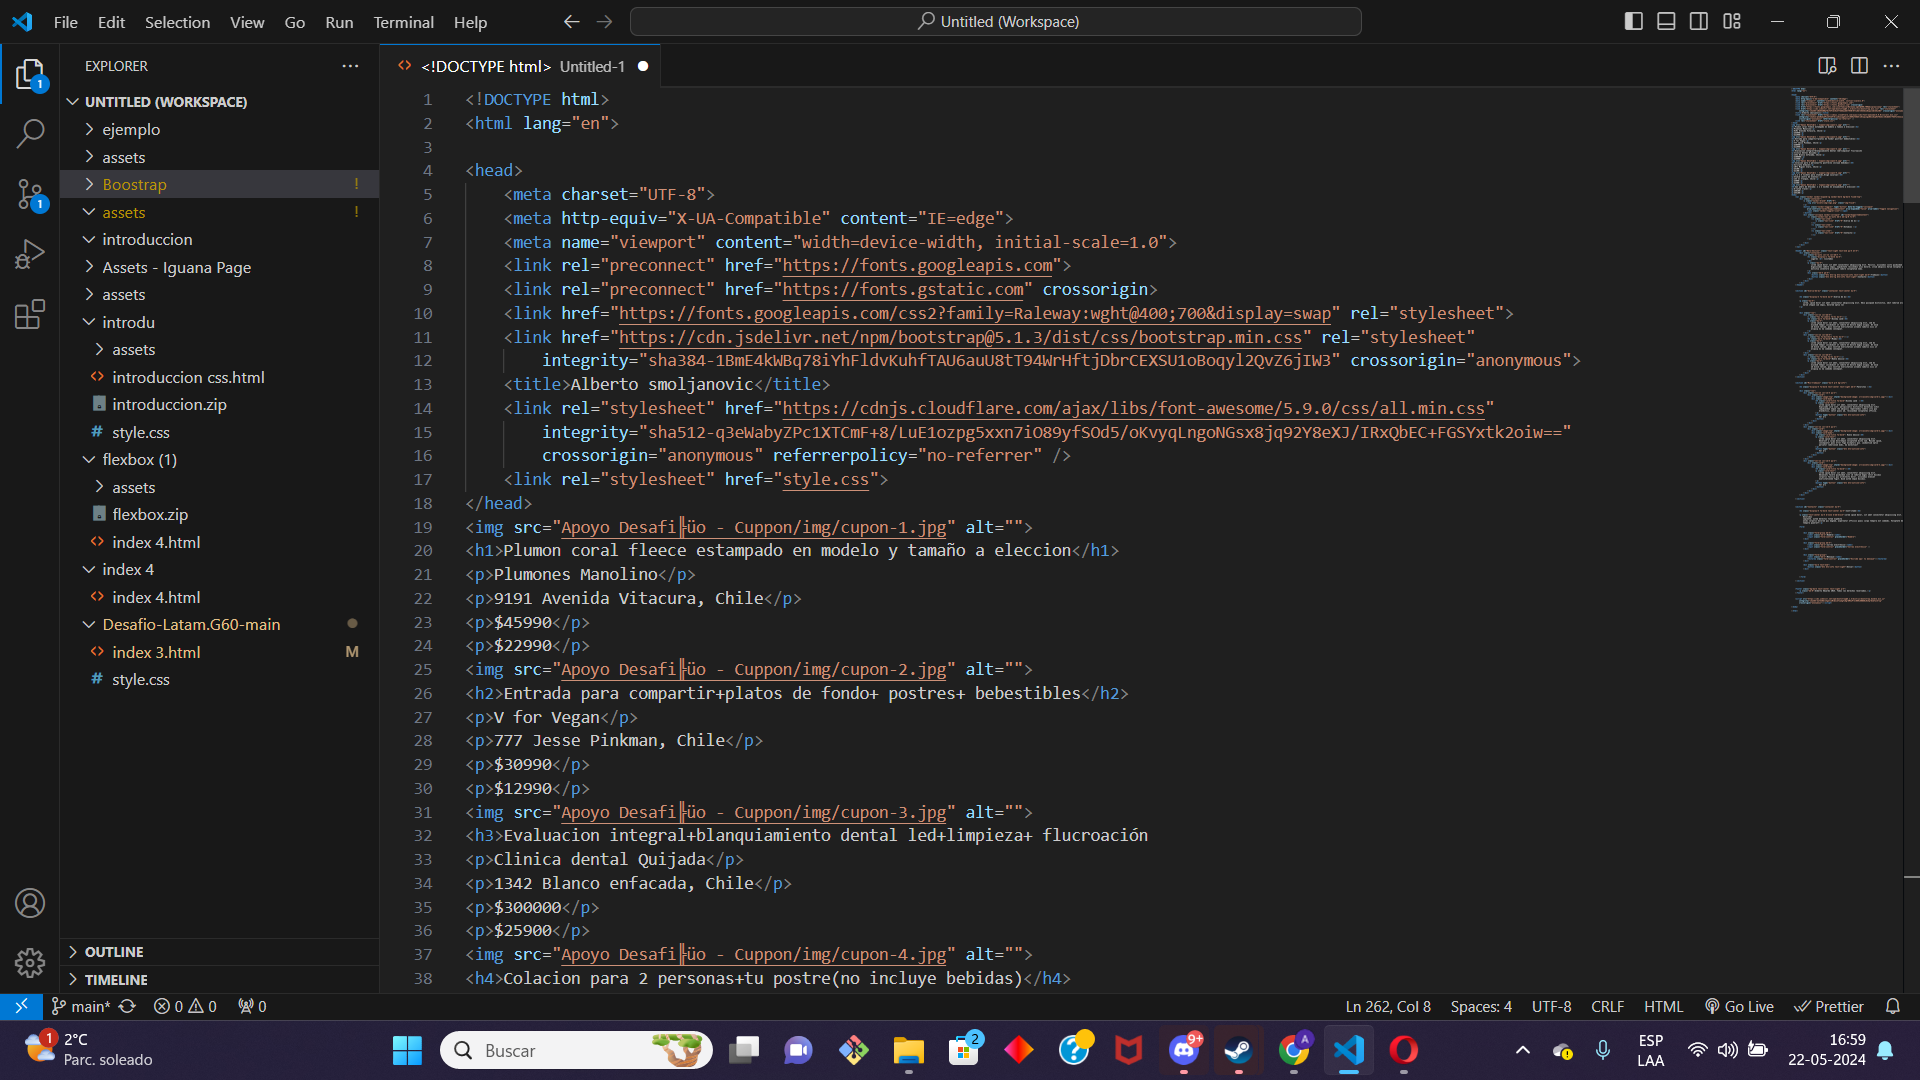 File Edit Selection View Go Run Terminal Help
Untitled (Workspace)
EXPLORER
<!DOCTYPE html> Untitled-1
UNTITLED (WORKSPACE)
ejemplo
assets
Boostrap !
assets !
introduccion
Assets - Iguana Page
assets
introdu
assets
introduccion css.html
introduccion.zip
style.css
flexbox (1)
assets
flexbox.zip
index 4.html
index 4
index 4.html
Desafio-Latam.G60-main
index 3.html M
style.css
OUTLINE
TIMELINE
1
1
1 <!DOCTYPE html>
2 <html lang="en">
3
4 <head>
5 <meta charset="UTF-8">
6 <meta http-equiv="X-UA-Compatible" content="IE=edge">
7 <meta name="viewport" content="width=device-width, initial-scale=1.0">
8 <link rel="preconnect" href="https://fonts.googleapis.com">
9 <link rel="preconnect" href="https://fonts.gstatic.com" crossorigin>
10 <link href="https://fonts.googleapis.com/css2?family=Raleway:wght@400;700&display=swap" rel="stylesheet">
11 <link href="https://cdn.jsdelivr.net/npm/bootstrap@5.1.3/dist/css/bootstrap.min.css" rel="stylesheet"
12 integrity="sha384-1BmE4kWBq78iYhFldvKuhfTAU6auU8tT94WrHftjDbrCEXSU1oBoqyl2QvZ6jIW3" crossorigin="anonymous">
13 <title>Alberto smoljanovic</title>
14 <link rel="stylesheet" href="https://cdnjs.cloudflare.com/ajax/libs/font-awesome/5.9.0/css/all.min.css"
15 integrity="sha512-q3eWabyZPc1XTCmF+8/LuE1ozpg5xxn7iO89yfSOd5/oKvyqLngoNGsx8jq92Y8eXJ/IRxQbEC+FGSYxtk2oiw=="
16 crossorigin="anonymous" referrerpolicy="no-referrer" />
17 <link rel="stylesheet" href="style.css">
18 </head>
19 <img src="Apoyo Desafi╠üo - Cuppon/img/cupon-1.jpg" alt="">
20 <h1>Plumon coral fleece estampado en modelo y tamaño a eleccion</h1>
21 <p>Plumones Manolino</p>
22 <p>9191 Avenida Vitacura, Chile</p>
23 <p>$45990</p>
24 <p>$22990</p>
25 <img src="Apoyo Desafi╠üo - Cuppon/img/cupon-2.jpg" alt="">
26 <h2>Entrada para compartir+platos de fondo+ postres+ bebestibles</h2>
27 <p>V for Vegan</p>
28 <p>777 Jesse Pinkman, Chile</p>
29 <p>$30990</p>
30 <p>$12990</p>
31 <img src="Apoyo Desafi╠üo - Cuppon/img/cupon-3.jpg" alt="">
32 <h3>Evaluacion integral+blanquiamiento dental led+limpieza+ flucroación
33 <p>Clinica dental Quijada</p>
34 <p>1342 Blanco enfacada, Chile</p>
35 <p>$300000</p>
36 <p>$25900</p>
37 <img src="Apoyo Desafi╠üo - Cuppon/img/cupon-4.jpg" alt="">
38 <h4>Colacion para 2 personas+tu postre(no incluye bebidas)</h4>
main* 0 0 0
Ln 262, Col 8 Spaces: 4 UTF-8 CRLF HTML Go Live Prettier
1
2°C
Parc. soleado
Buscar
2
9+
A
ESP
LAA
16:59
22-05-2024